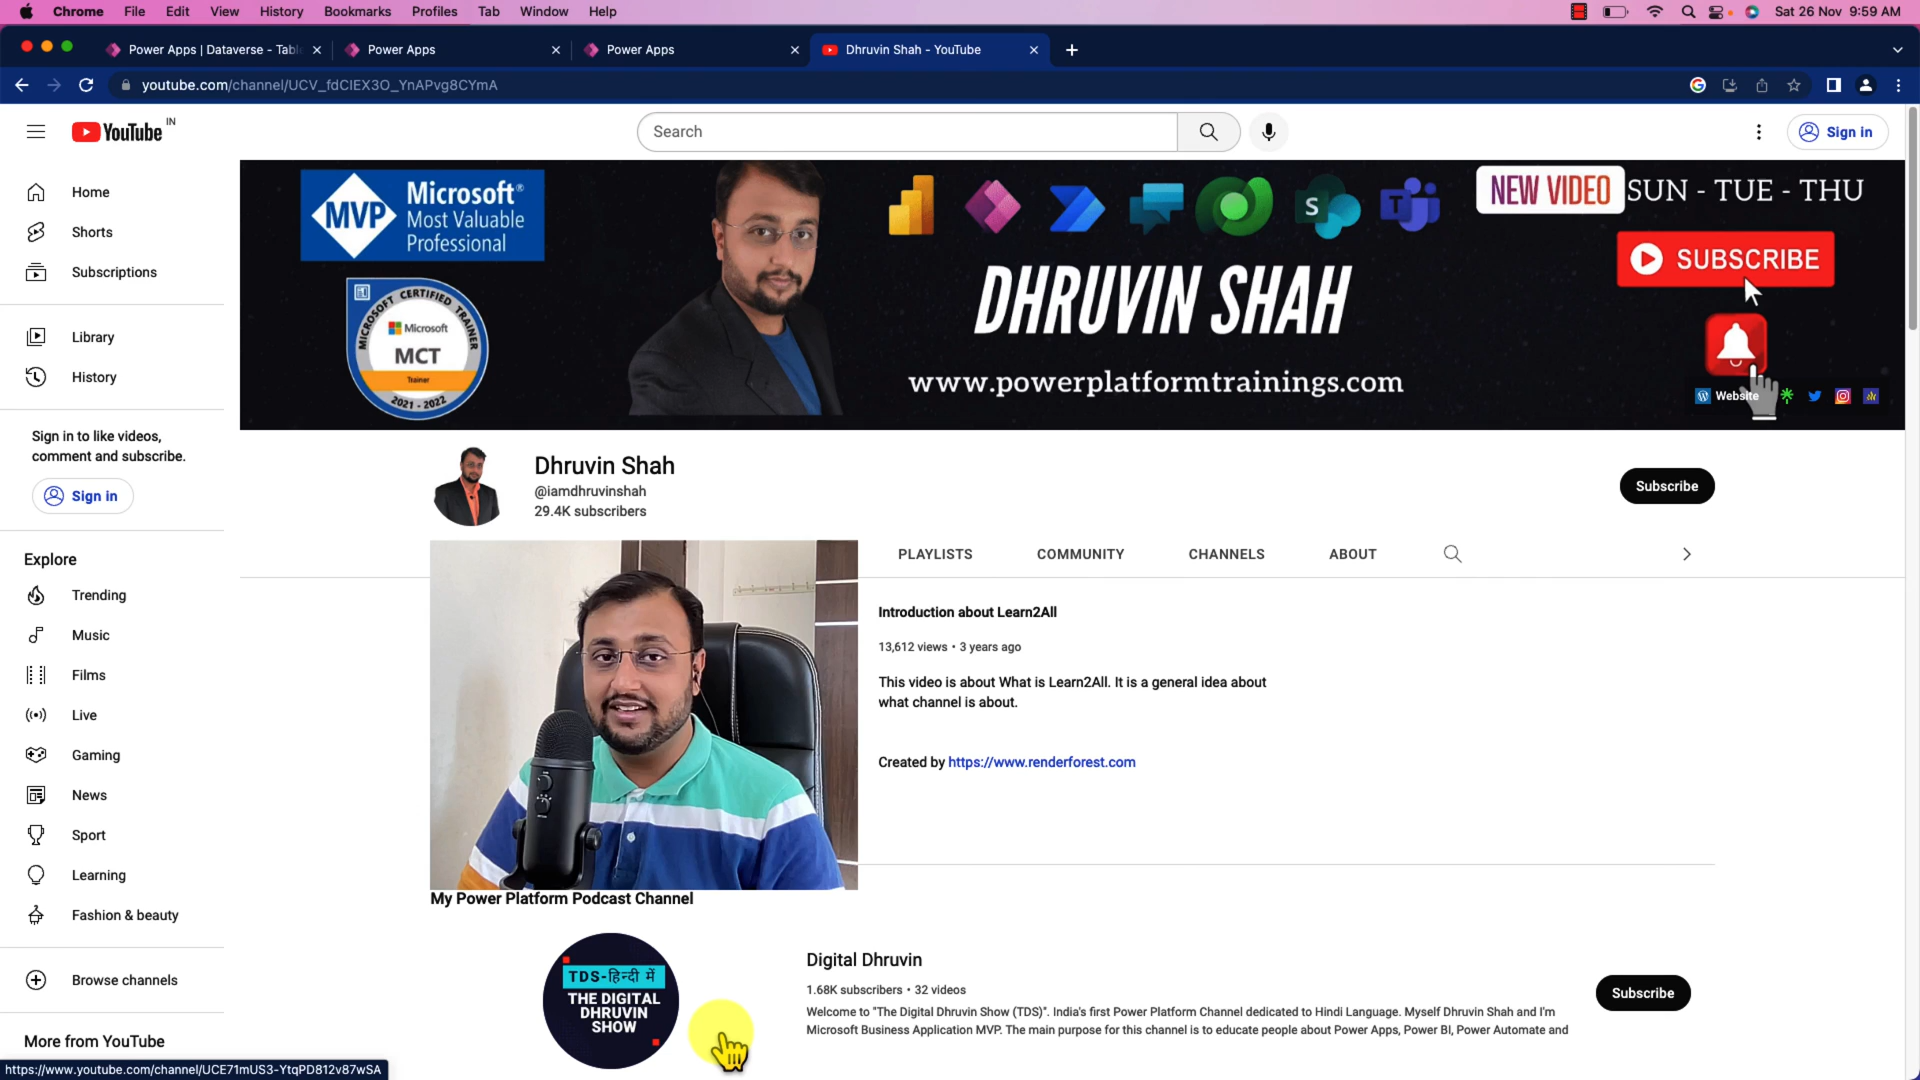 Chrome File Edit View History Bookmarks Profiles Tab Window Help Sat 26 Nov 9:59 AM
Power Apps | Dataverse - Tabl Power Apps Power Apps Dhruvin Shah - YouTube
youtube.com/channel/UCV_fdCIEX3O_YnAPvg8CYmA
YouTube IN
Search
Sign in
Home
Shorts
Subscriptions
Library
History
Sign in to like videos,
comment and subscribe.
Sign in
Explore
Trending
Music
Films
Live
Gaming
News
Sport
Learning
Fashion & beauty
Browse channels
More from YouTube
https://www.youtube.com/channel/UCE71mUS3-YtqPD812v87wSA
MVP
Microsoft®
Most Valuable
Professional
MICROSOFT CERTIFIED TRAINER
Microsoft
MCT
Trainer
2021 - 2022
S
T
DHRUVIN SHAH
www.powerplatformtrainings.com
NEW VIDEO SUN - TUE - THU
SUBSCRIBE
Website
Dhruvin Shah
@iamdhruvinshah
29.4K subscribers
Subscribe
PLAYLISTS COMMUNITY CHANNELS ABOUT
Introduction about Learn2All
13,612 views • 3 years ago
This video is about What is Learn2All. It is a general idea about
what channel is about.
Created by https://www.renderforest.com
My Power Platform Podcast Channel
TDS-हिन्दी में
THE DIGITAL
DHRUVIN
SHOW
Digital Dhruvin
1.68K subscribers • 32 videos
Welcome to "The Digital Dhruvin Show (TDS)". India's first Power Platform Channel dedicated to Hindi Language. Myself Dhruvin Shah and I'm
Microsoft Business Application MVP. The main purpose for this channel is to educate people about Power Apps, Power BI, Power Automate and
Subscribe